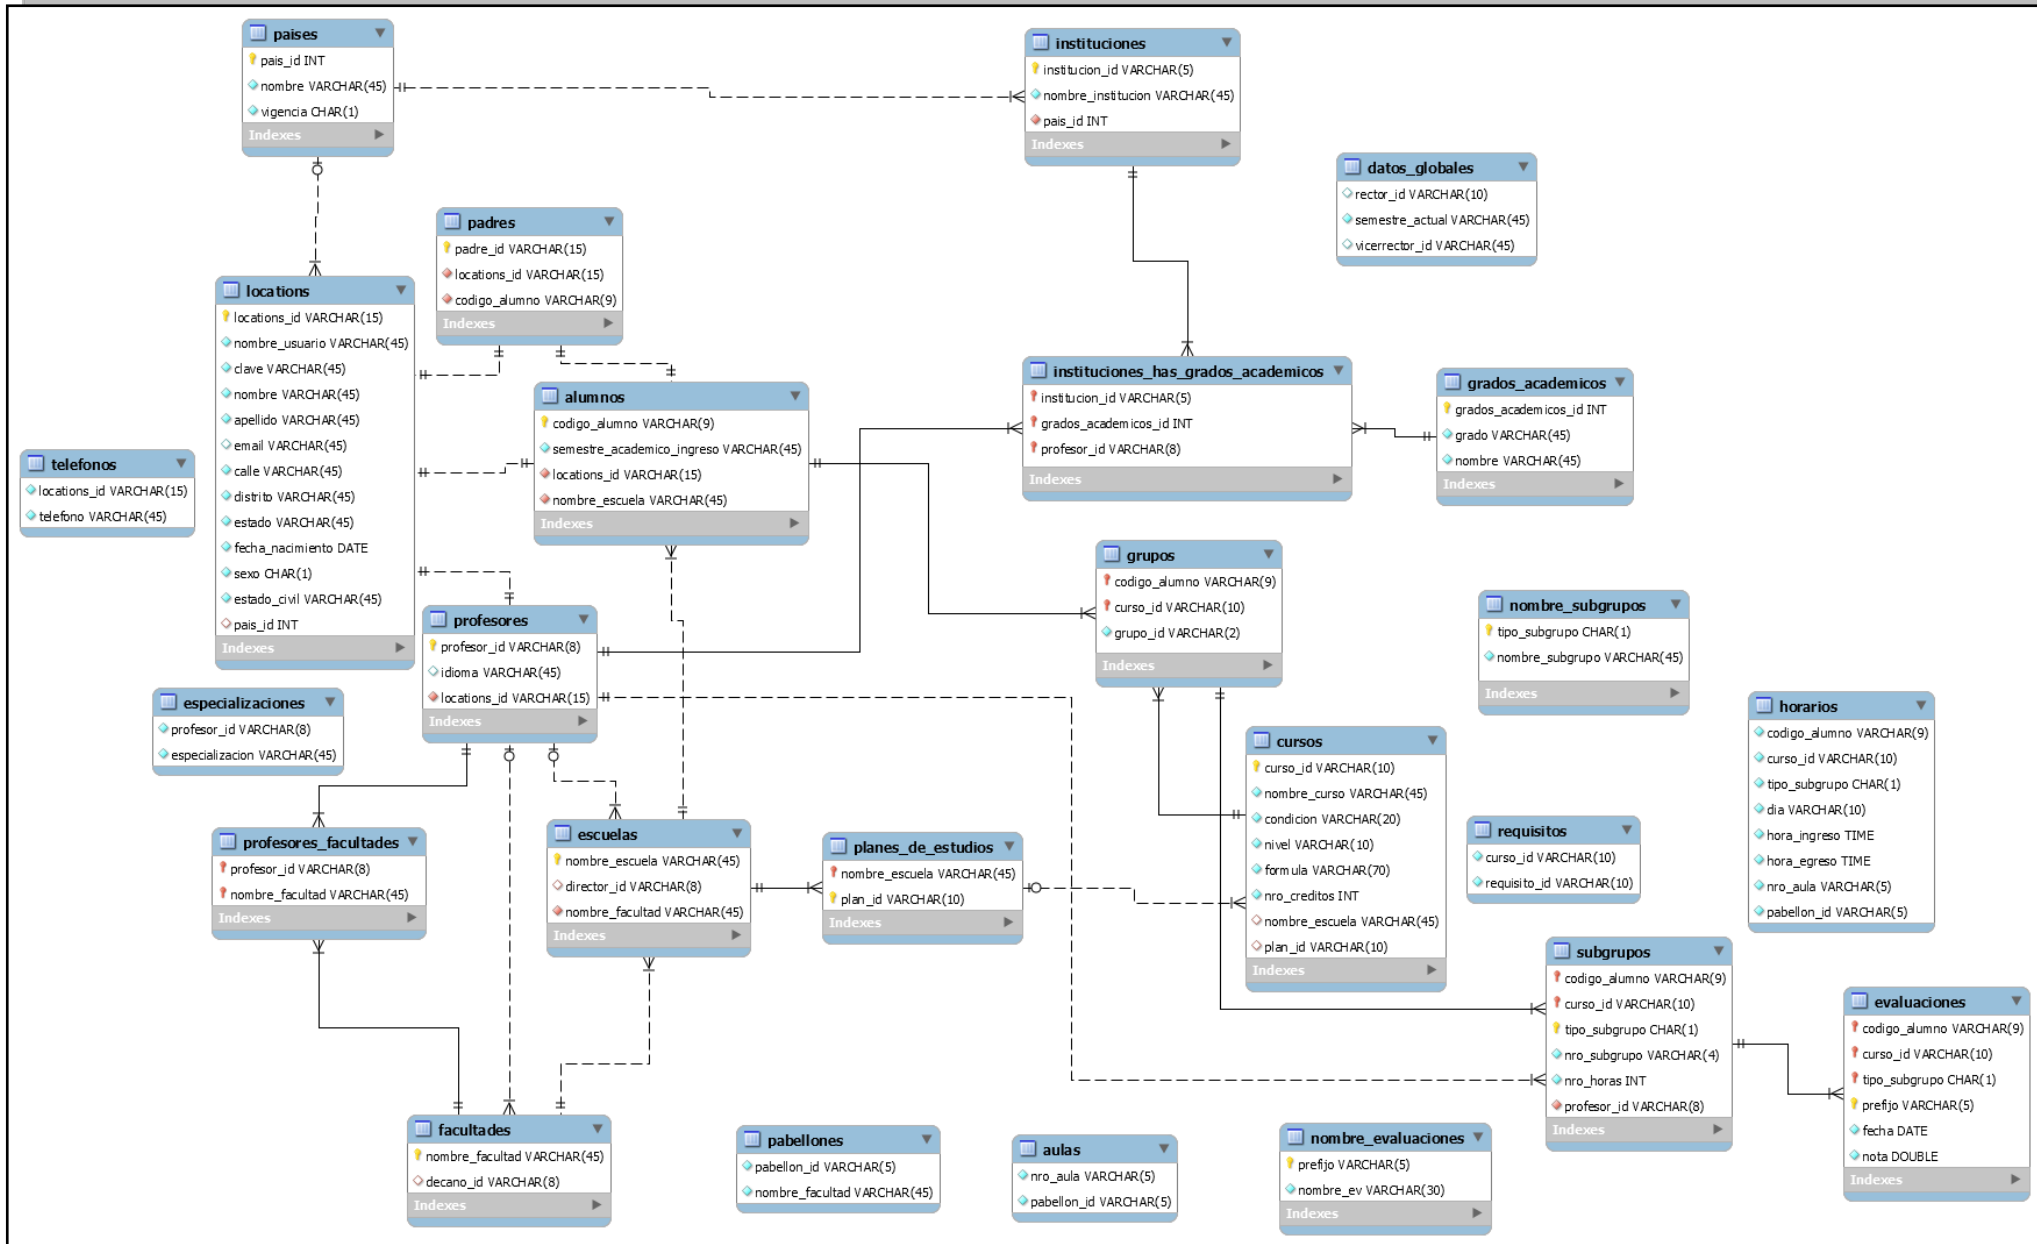 paises
pais_id INT
nombre VARCHAR(45)
vigencia CHAR(1)
Indexes
instituciones
institucion_id VARCHAR(5)
nombre_institucion VARCHAR(45)
pais_id INT
Indexes
datos_globales
rector_id VARCHAR(10)
semestre_actual VARCHAR(45)
vicerrector_id VARCHAR(45)
padres
padre_id VARCHAR(15)
locations_id VARCHAR(15)
codigo_alumno VARCHAR(9)
Indexes
locations
locations_id VARCHAR(15)
nombre_usuario VARCHAR(45)
clave VARCHAR(45)
nombre VARCHAR(45)
apellido VARCHAR(45)
email VARCHAR(45)
calle VARCHAR(45)
distrito VARCHAR(45)
estado VARCHAR(45)
fecha_nacimiento DATE
sexo CHAR(1)
estado_civil VARCHAR(45)
pais_id INT
Indexes
alumnos
codigo_alumno VARCHAR(9)
semestre_academico_ingreso VARCHAR(45)
locations_id VARCHAR(15)
nombre_escuela VARCHAR(45)
Indexes
instituciones_has_grados_academicos
institucion_id VARCHAR(5)
grados_academicos_id INT
profesor_id VARCHAR(8)
Indexes
grados_academicos
grados_academicos_id INT
grado VARCHAR(45)
nombre VARCHAR(45)
Indexes
telefonos
locations_id VARCHAR(15)
telefono VARCHAR(45)
grupos
codigo_alumno VARCHAR(9)
curso_id VARCHAR(10)
grupo_id VARCHAR(2)
Indexes
nombre_subgrupos
tipo_subgrupo CHAR(1)
nombre_subgrupo VARCHAR(45)
Indexes
profesores
profesor_id VARCHAR(8)
idioma VARCHAR(45)
locations_id VARCHAR(15)
Indexes
especializaciones
profesor_id VARCHAR(8)
especializacion VARCHAR(45)
horarios
codigo_alumno VARCHAR(9)
curso_id VARCHAR(10)
tipo_subgrupo CHAR(1)
dia VARCHAR(10)
hora_ingreso TIME
hora_egreso TIME
nro_aula VARCHAR(5)
pabellon_id VARCHAR(5)
cursos
curso_id VARCHAR(10)
nombre_curso VARCHAR(45)
condicion VARCHAR(20)
nivel VARCHAR(10)
formula VARCHAR(70)
nro_creditos INT
nombre_escuela VARCHAR(45)
plan_id VARCHAR(10)
Indexes
profesores_facultades
profesor_id VARCHAR(8)
nombre_facultad VARCHAR(45)
Indexes
escuelas
nombre_escuela VARCHAR(45)
director_id VARCHAR(8)
nombre_facultad VARCHAR(45)
Indexes
planes_de_estudios
nombre_escuela VARCHAR(45)
plan_id VARCHAR(10)
Indexes
requisitos
curso_id VARCHAR(10)
requisito_id VARCHAR(10)
subgrupos
codigo_alumno VARCHAR(9)
curso_id VARCHAR(10)
tipo_subgrupo CHAR(1)
nro_subgrupo VARCHAR(4)
nro_horas INT
profesor_id VARCHAR(8)
Indexes
evaluaciones
codigo_alumno VARCHAR(9)
curso_id VARCHAR(10)
tipo_subgrupo CHAR(1)
prefijo VARCHAR(5)
fecha DATE
nota DOUBLE
Indexes
facultades
nombre_facultad VARCHAR(45)
decano_id VARCHAR(8)
Indexes
pabellones
pabellon_id VARCHAR(5)
nombre_facultad VARCHAR(45)
aulas
nro_aula VARCHAR(5)
pabellon_id VARCHAR(5)
nombre_evaluaciones
prefijo VARCHAR(5)
nombre_ev VARCHAR(30)
Indexes